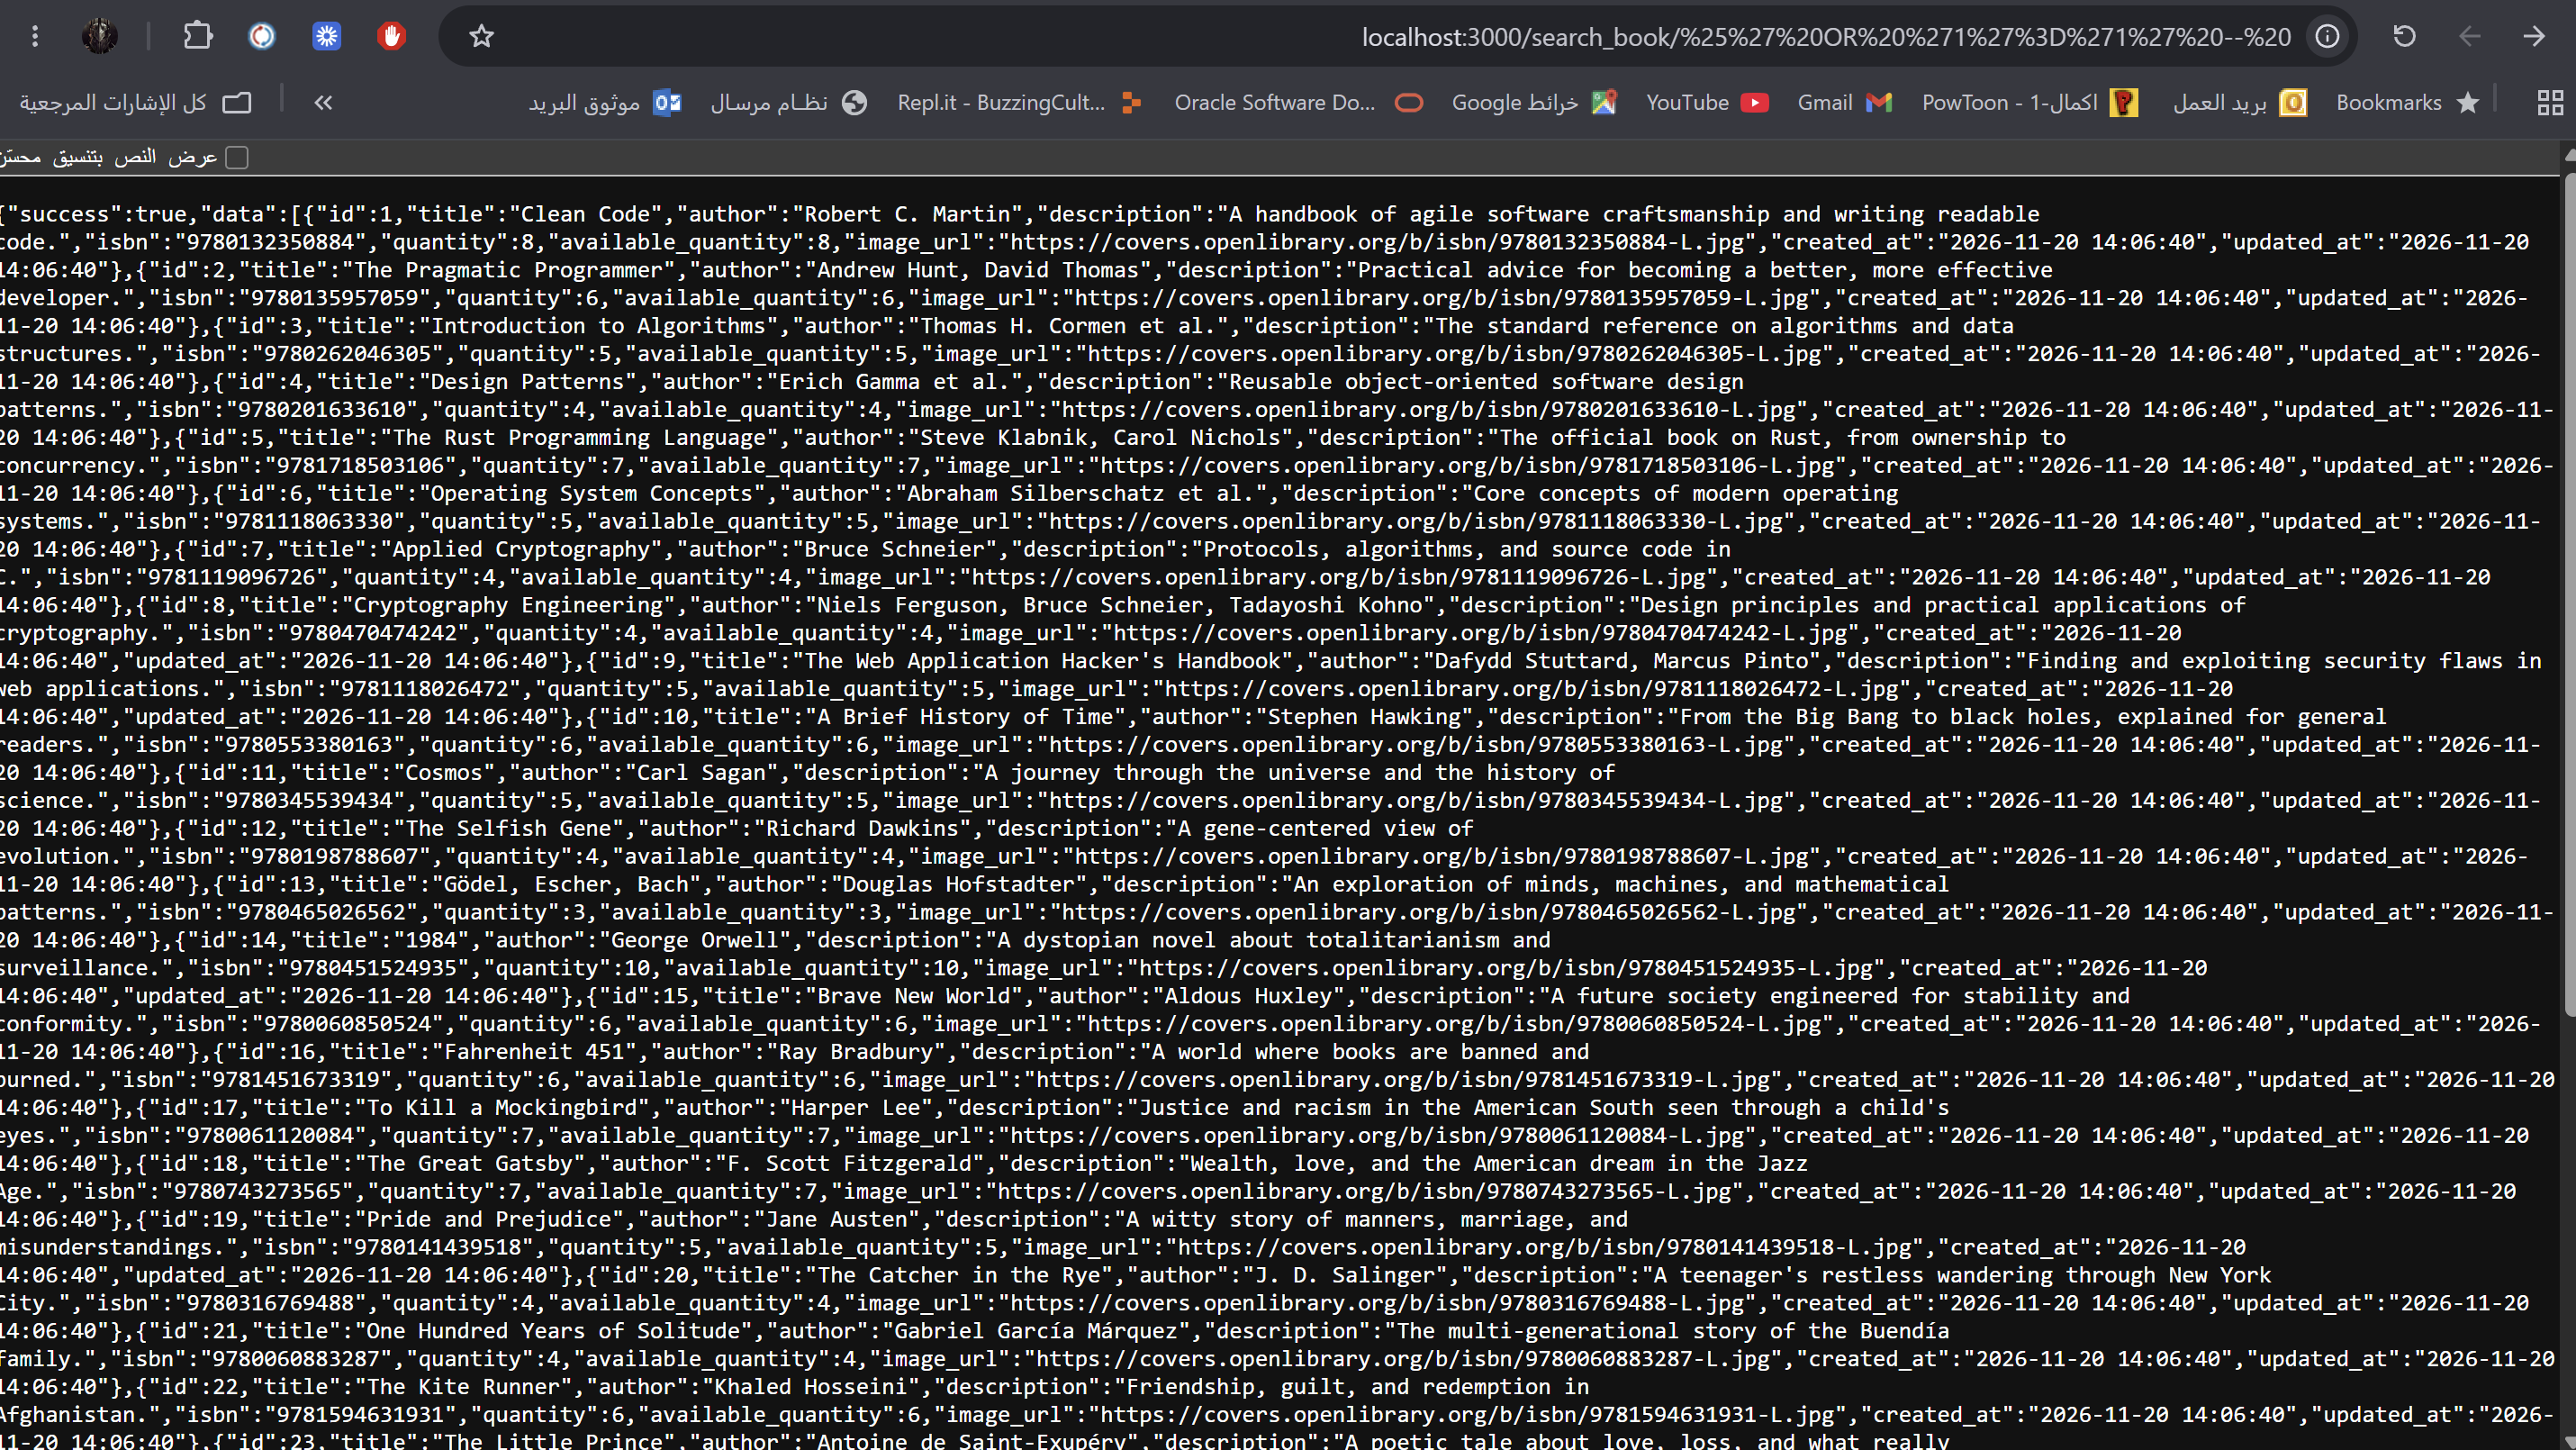 localhost:3000/search_book/%25%27%20OR%20%271%27%3D%271%27%20--%20
Bookmarks
بريد العمل
اكمال-1 - PowToon
Gmail
YouTube
خرائط Google
Oracle Software Do...
Repl.it - BuzzingCult...
نظـام مرسـال
موثوق البريد...
«
كل الإشارات المرجعية
عرض النص بتنسيق محسّن
{"success":true,"data":[{"id":1,"title":"Clean Code","author":"Robert C. Martin","description":"A handbook of agile software craftsmanship and writing readable
code.","isbn":"9780132350884","quantity":8,"available_quantity":8,"image_url":"https://covers.openlibrary.org/b/isbn/9780132350884-L.jpg","created_at":"2026-11-20 14:06:40","updated_at":"2026-11-20
14:06:40"},{"id":2,"title":"The Pragmatic Programmer","author":"Andrew Hunt, David Thomas","description":"Practical advice for becoming a better, more effective
developer.","isbn":"9780135957059","quantity":6,"available_quantity":6,"image_url":"https://covers.openlibrary.org/b/isbn/9780135957059-L.jpg","created_at":"2026-11-20 14:06:40","updated_at":"2026-
11-20 14:06:40"},{"id":3,"title":"Introduction to Algorithms","author":"Thomas H. Cormen et al.","description":"The standard reference on algorithms and data
structures.","isbn":"9780262046305","quantity":5,"available_quantity":5,"image_url":"https://covers.openlibrary.org/b/isbn/9780262046305-L.jpg","created_at":"2026-11-20 14:06:40","updated_at":"2026-
11-20 14:06:40"},{"id":4,"title":"Design Patterns","author":"Erich Gamma et al.","description":"Reusable object-oriented software design
patterns.","isbn":"9780201633610","quantity":4,"available_quantity":4,"image_url":"https://covers.openlibrary.org/b/isbn/9780201633610-L.jpg","created_at":"2026-11-20 14:06:40","updated_at":"2026-11-
20 14:06:40"},{"id":5,"title":"The Rust Programming Language","author":"Steve Klabnik, Carol Nichols","description":"The official book on Rust, from ownership to
concurrency.","isbn":"9781718503106","quantity":7,"available_quantity":7,"image_url":"https://covers.openlibrary.org/b/isbn/9781718503106-L.jpg","created_at":"2026-11-20 14:06:40","updated_at":"2026-
11-20 14:06:40"},{"id":6,"title":"Operating System Concepts","author":"Abraham Silberschatz et al.","description":"Core concepts of modern operating
systems.","isbn":"9781118063330","quantity":5,"available_quantity":5,"image_url":"https://covers.openlibrary.org/b/isbn/9781118063330-L.jpg","created_at":"2026-11-20 14:06:40","updated_at":"2026-11-
20 14:06:40"},{"id":7,"title":"Applied Cryptography","author":"Bruce Schneier","description":"Protocols, algorithms, and source code in
C.","isbn":"9781119096726","quantity":4,"available_quantity":4,"image_url":"https://covers.openlibrary.org/b/isbn/9781119096726-L.jpg","created_at":"2026-11-20 14:06:40","updated_at":"2026-11-20
14:06:40"},{"id":8,"title":"Cryptography Engineering","author":"Niels Ferguson, Bruce Schneier, Tadayoshi Kohno","description":"Design principles and practical applications of
cryptography.","isbn":"9780470474242","quantity":4,"available_quantity":4,"image_url":"https://covers.openlibrary.org/b/isbn/9780470474242-L.jpg","created_at":"2026-11-20
14:06:40","updated_at":"2026-11-20 14:06:40"},{"id":9,"title":"The Web Application Hacker's Handbook","author":"Dafydd Stuttard, Marcus Pinto","description":"Finding and exploiting security flaws in
web applications.","isbn":"9781118026472","quantity":5,"available_quantity":5,"image_url":"https://covers.openlibrary.org/b/isbn/9781118026472-L.jpg","created_at":"2026-11-20
14:06:40","updated_at":"2026-11-20 14:06:40"},{"id":10,"title":"A Brief History of Time","author":"Stephen Hawking","description":"From the Big Bang to black holes, explained for general
readers.","isbn":"9780553380163","quantity":6,"available_quantity":6,"image_url":"https://covers.openlibrary.org/b/isbn/9780553380163-L.jpg","created_at":"2026-11-20 14:06:40","updated_at":"2026-11-
20 14:06:40"},{"id":11,"title":"Cosmos","author":"Carl Sagan","description":"A journey through the universe and the history of
science.","isbn":"9780345539434","quantity":5,"available_quantity":5,"image_url":"https://covers.openlibrary.org/b/isbn/9780345539434-L.jpg","created_at":"2026-11-20 14:06:40","updated_at":"2026-11-
20 14:06:40"},{"id":12,"title":"The Selfish Gene","author":"Richard Dawkins","description":"A gene-centered view of
evolution.","isbn":"9780198788607","quantity":4,"available_quantity":4,"image_url":"https://covers.openlibrary.org/b/isbn/9780198788607-L.jpg","created_at":"2026-11-20 14:06:40","updated_at":"2026-
11-20 14:06:40"},{"id":13,"title":"Gödel, Escher, Bach","author":"Douglas Hofstadter","description":"An exploration of minds, machines, and mathematical
patterns.","isbn":"9780465026562","quantity":3,"available_quantity":3,"image_url":"https://covers.openlibrary.org/b/isbn/9780465026562-L.jpg","created_at":"2026-11-20 14:06:40","updated_at":"2026-11-
20 14:06:40"},{"id":14,"title":"1984","author":"George Orwell","description":"A dystopian novel about totalitarianism and
surveillance.","isbn":"9780451524935","quantity":10,"available_quantity":10,"image_url":"https://covers.openlibrary.org/b/isbn/9780451524935-L.jpg","created_at":"2026-11-20
14:06:40","updated_at":"2026-11-20 14:06:40"},{"id":15,"title":"Brave New World","author":"Aldous Huxley","description":"A future society engineered for stability and
conformity.","isbn":"9780060850524","quantity":6,"available_quantity":6,"image_url":"https://covers.openlibrary.org/b/isbn/9780060850524-L.jpg","created_at":"2026-11-20 14:06:40","updated_at":"2026-
11-20 14:06:40"},{"id":16,"title":"Fahrenheit 451","author":"Ray Bradbury","description":"A world where books are banned and
burned.","isbn":"9781451673319","quantity":6,"available_quantity":6,"image_url":"https://covers.openlibrary.org/b/isbn/9781451673319-L.jpg","created_at":"2026-11-20 14:06:40","updated_at":"2026-11-20
14:06:40"},{"id":17,"title":"To Kill a Mockingbird","author":"Harper Lee","description":"Justice and racism in the American South seen through a child's
eyes.","isbn":"9780061120084","quantity":7,"available_quantity":7,"image_url":"https://covers.openlibrary.org/b/isbn/9780061120084-L.jpg","created_at":"2026-11-20 14:06:40","updated_at":"2026-11-20
14:06:40"},{"id":18,"title":"The Great Gatsby","author":"F. Scott Fitzgerald","description":"Wealth, love, and the American dream in the Jazz
Age.","isbn":"9780743273565","quantity":7,"available_quantity":7,"image_url":"https://covers.openlibrary.org/b/isbn/9780743273565-L.jpg","created_at":"2026-11-20 14:06:40","updated_at":"2026-11-20
14:06:40"},{"id":19,"title":"Pride and Prejudice","author":"Jane Austen","description":"A witty story of manners, marriage, and
misunderstandings.","isbn":"9780141439518","quantity":5,"available_quantity":5,"image_url":"https://covers.openlibrary.org/b/isbn/9780141439518-L.jpg","created_at":"2026-11-20
14:06:40","updated_at":"2026-11-20 14:06:40"},{"id":20,"title":"The Catcher in the Rye","author":"J. D. Salinger","description":"A teenager's restless wandering through New York
City.","isbn":"9780316769488","quantity":4,"available_quantity":4,"image_url":"https://covers.openlibrary.org/b/isbn/9780316769488-L.jpg","created_at":"2026-11-20 14:06:40","updated_at":"2026-11-20
14:06:40"},{"id":21,"title":"One Hundred Years of Solitude","author":"Gabriel García Márquez","description":"The multi-generational story of the Buendía
family.","isbn":"9780060883287","quantity":4,"available_quantity":4,"image_url":"https://covers.openlibrary.org/b/isbn/9780060883287-L.jpg","created_at":"2026-11-20 14:06:40","updated_at":"2026-11-20
14:06:40"},{"id":22,"title":"The Kite Runner","author":"Khaled Hosseini","description":"Friendship, guilt, and redemption in
Afghanistan.","isbn":"9781594631931","quantity":6,"available_quantity":6,"image_url":"https://covers.openlibrary.org/b/isbn/9781594631931-L.jpg","created_at":"2026-11-20 14:06:40","updated_at":"2026-
11-20 14:06:40"},{"id":23,"title":"The Little Prince","author":"Antoine de Saint-Exupéry","description":"A poetic tale about love, loss, and what really